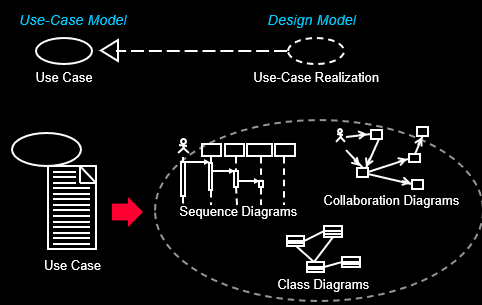 Use-Case Model
Design Model
Use Case
Use-Case Realization
Sequence Diagrams
Collaboration Diagrams
Use Case
Class Diagrams